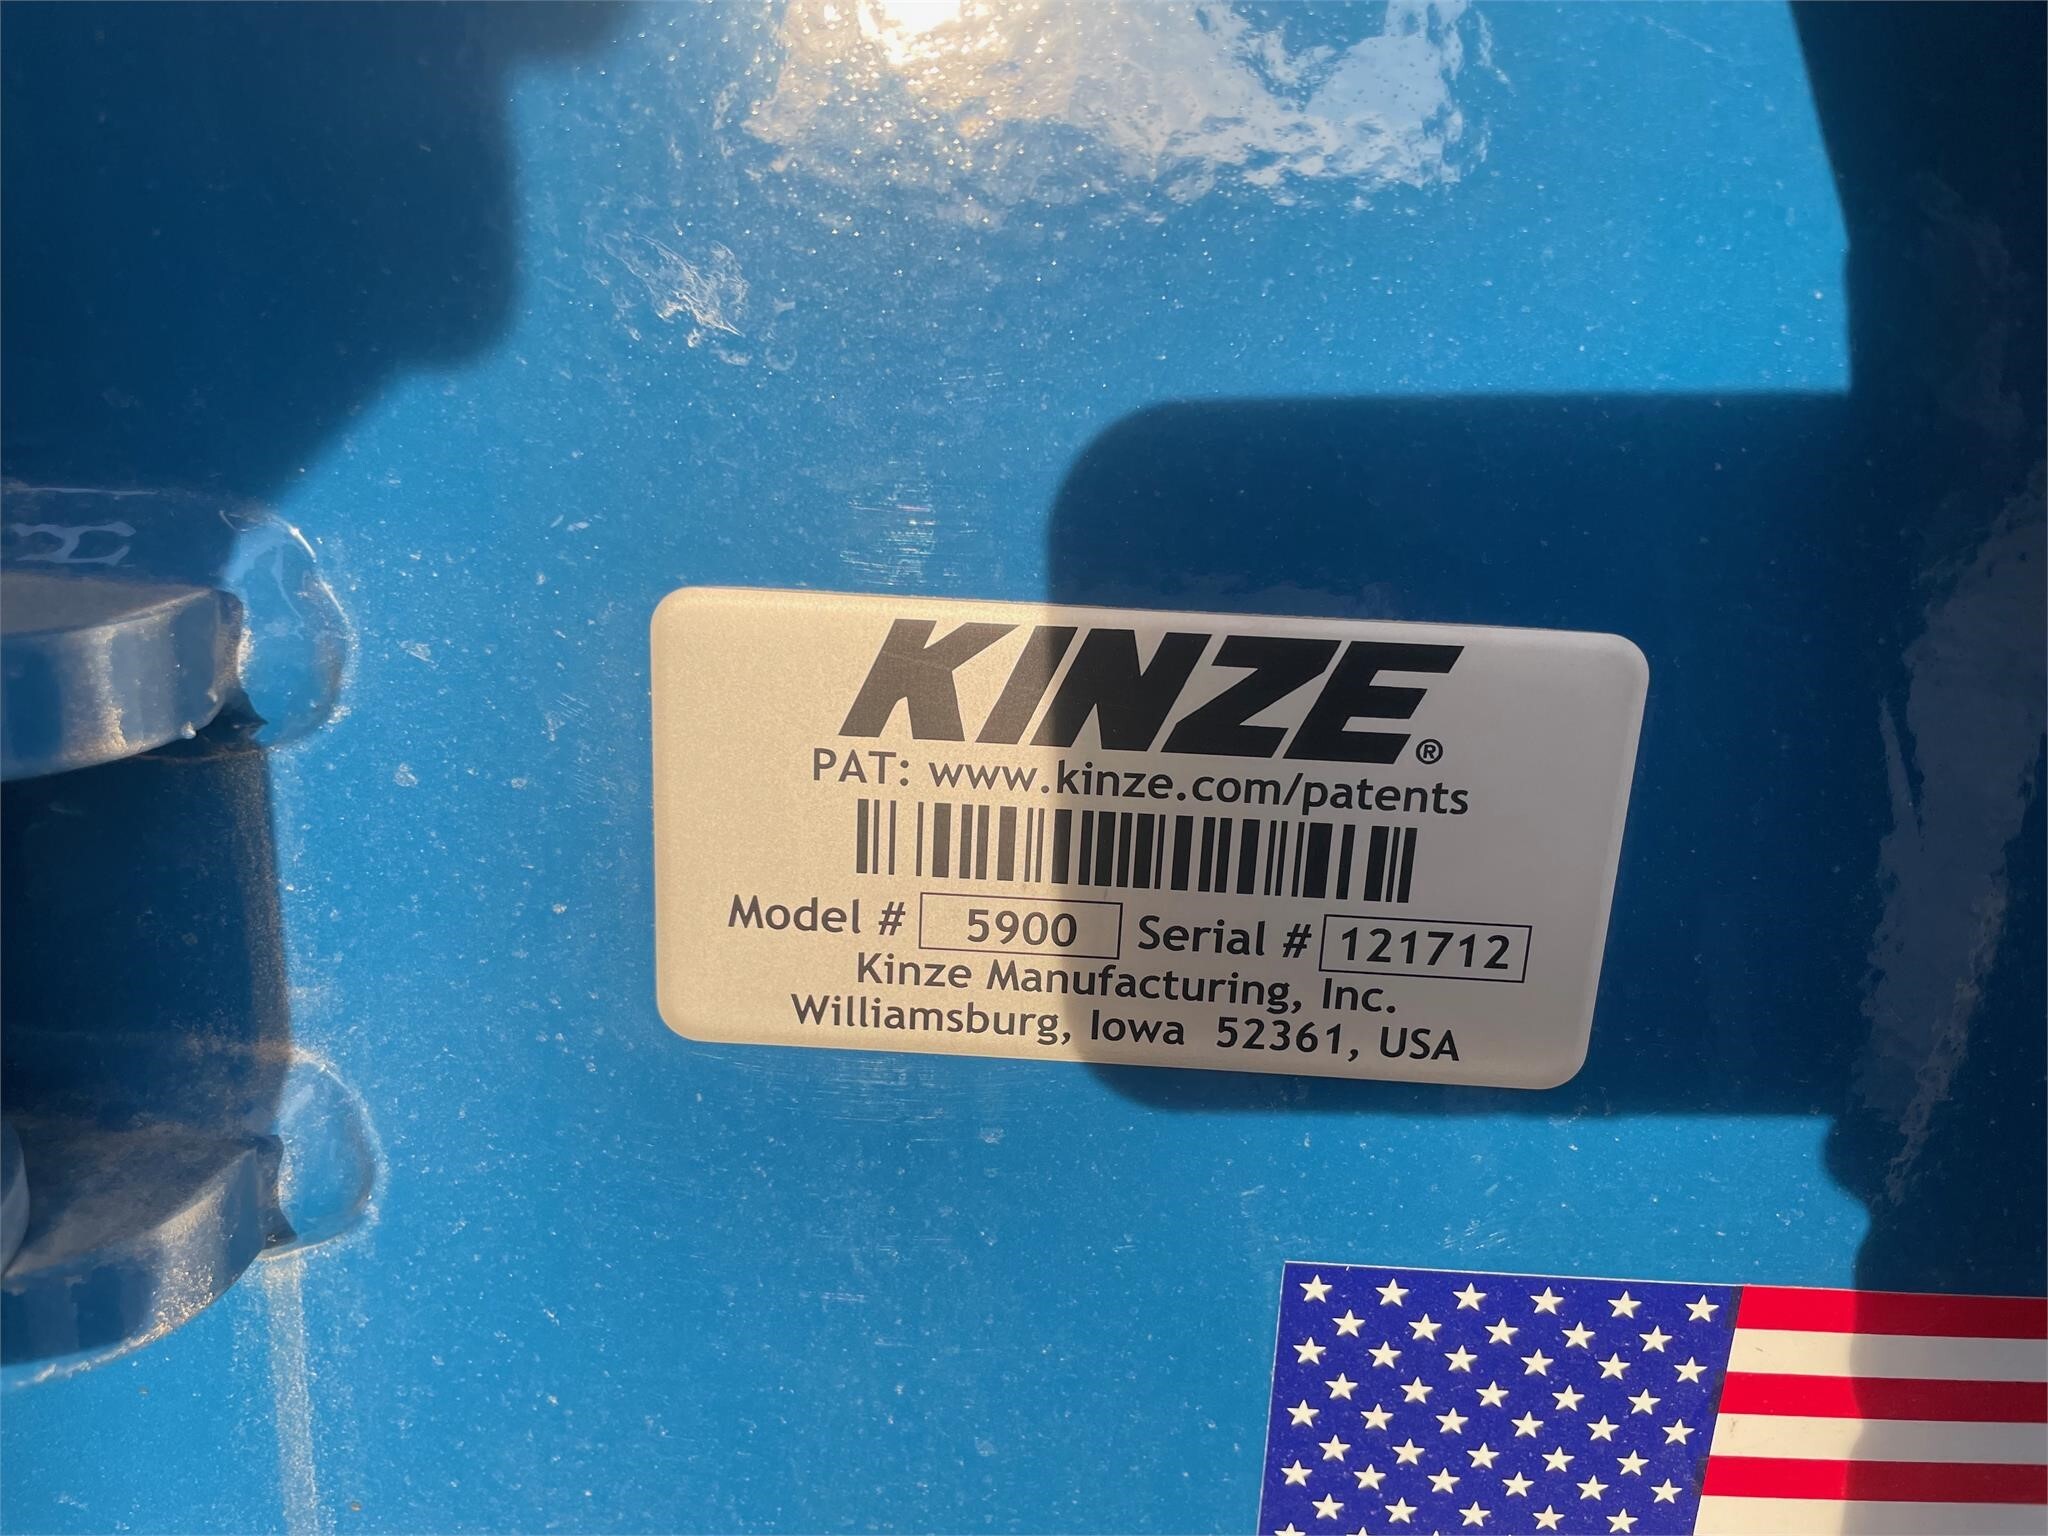 KINZE®
PAT: www.kinze.com/patents
Model # 5900 Serial # 121712
Kinze Manufacturing, Inc.
Williamsburg, Iowa 52361, USA